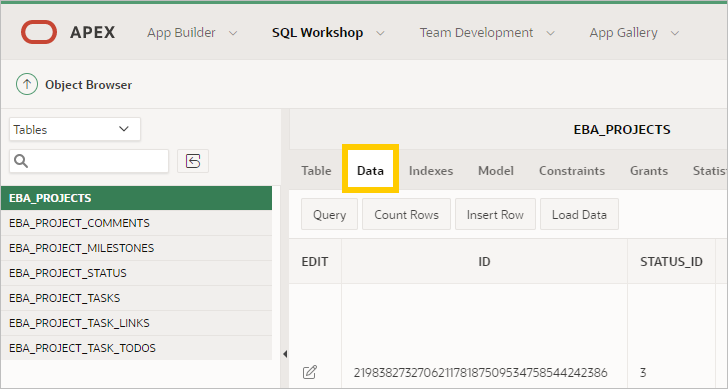 APEX App Builder SQL Workshop Team Development App Gallery
Object Browser
Tables
EBA_PROJECTS
EBA_PROJECT_COMMENTS
EBA_PROJECT_MILESTONES
EBA_PROJECT_STATUS
EBA_PROJECT_TASKS
EBA_PROJECT_TASK_LINKS
EBA_PROJECT_TASK_TODOS
EBA_PROJECTS
Table Data Indexes Model Constraints Grants Statis
Query Count Rows Insert Row Load Data
EDIT ID STATUS_ID
219838273270621178187509534758544242386 3